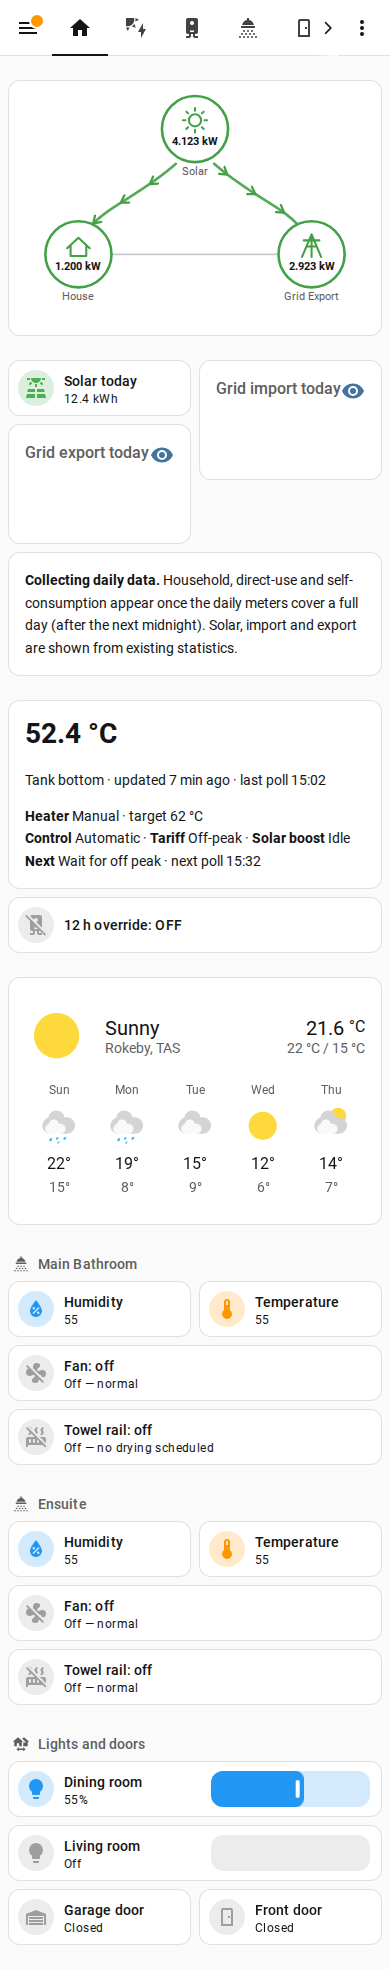 4.123 kW
Solar
1.200 kW
2.923 kW
House
Grid Export
Solar today
12.4 kWh
Grid import today
Grid export today
Collecting daily data. Household, direct-use and self-
consumption appear once the daily meters cover a full
day (after the next midnight). Solar, import and export
are shown from existing statistics.
52.4 °C
Tank bottom · updated 7 min ago · last poll 15:02
Heater Manual · target 62 °C
Control Automatic · Tariff Off-peak · Solar boost Idle
Next Wait for off peak · next poll 15:32
12 h override: OFF
Sunny
21.6 °C
Rokeby, TAS
22 °C / 15 °C
Sun Mon Tue Wed Thu
22° 19° 15° 12° 14°
15° 8° 9° 6° 7°
Main Bathroom
Humidity
55
Temperature
55
Fan: off
Off — normal
Towel rail: off
Off — no drying scheduled
Ensuite
Humidity
55
Temperature
55
Fan: off
Off — normal
Towel rail: off
Off — normal
Lights and doors
Dining room
55%
Living room
Off
Garage door
Closed
Front door
Closed